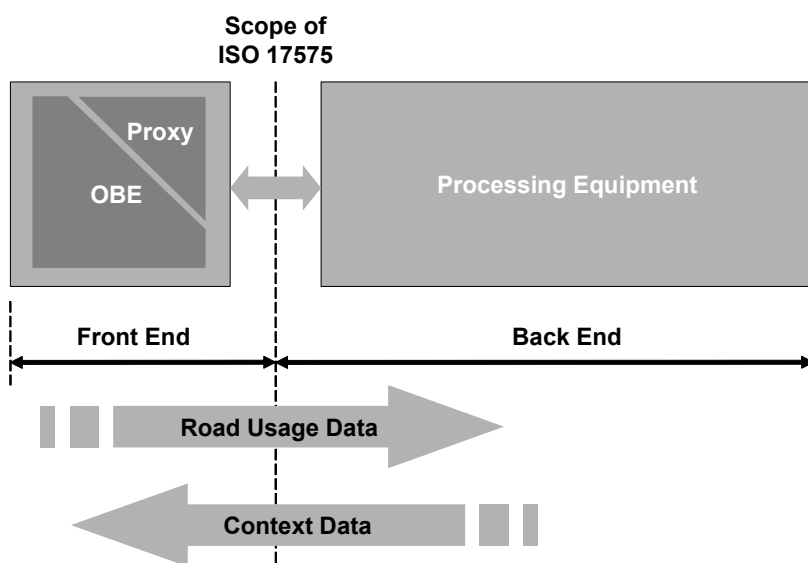 Scope of
ISO 17575
Proxy
OBE
Processing Equipment
Front End
Back End
Road Usage Data
Context Data